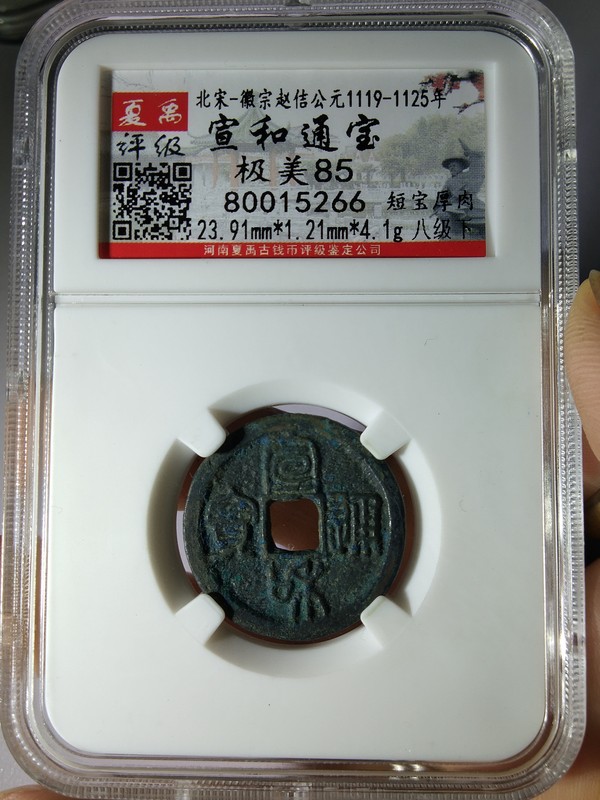 夏禹
评级
北宋-徽宗赵佶公元1119-1125年
宣和通宝
极美85
80015266 短宝厚肉
23.91mm*1.21mm*4.1g 八级下
河南夏禹古钱币评级鉴定公司
宣和通寶